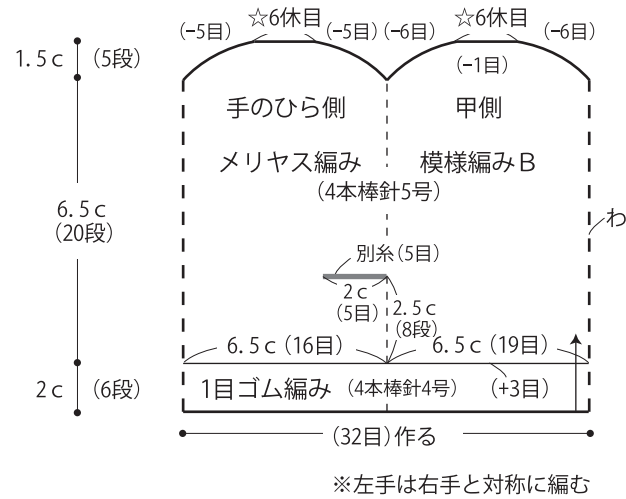 ☆6休目 ☆6休目
(−5目) (−5目) (−6目) (−6目)
1.5c (5段)
(−1目)
手のひら側 甲側
メリヤス編み 模様編みB
(4本棒針5号)
6.5c
(20段)
わ
別糸(5目)
2c
(5目)
2.5c
(8段)
6.5c(16目) 6.5c(19目)
2c (6段)
1目ゴム編み (4本棒針4号) (+3目)
(32目)作る
※左手は右手と対称に編む